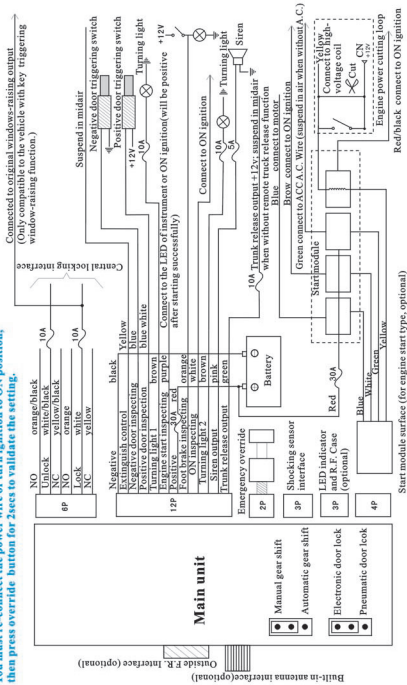 then press override button for 2secs to validate the setting.
Connected to original windows-raising output
(Only compatible to the vehicle with key triggering
window-raising function.)
Central locking interface
6P
NO
orange/black
Unlock
white/black
10A
NC
yellow/black
NO
orange
Lock
white
10A
NC
yellow
Suspend in midair
Negative door triggering switch
Positive door triggering switch
+12V
Turning light
10A
12P
Negative
black
Extinguish control
Yellow
Negative door inspecting
blue
Positive door inspection
blue white
Turning light 1
brown
Engine start inspecting
purple
Positive
30A
red
Foot brake inspecting
orange
ON inspecting
white
Turning light 2
brown
Siren output
pink
Trunk release output
green
Connect to the LED of instrument or ON ignition(will be positive
after starting successfully)
+12V
Connect to ON ignition
Turning light
10A
5A
Siren
10A
Trunk release output +12v; suspend in midair
when without remote truck release function
Blue connect to motor
Brow connect to ON ignition
Green connect to ACC A.C. Wire (suspend in air when without A.C.)
Emergency override
2P
Battery
3P
Shocking sensor
interface
3P
LED indicator
and R.F. Case
(optional)
4P
Blue
White
Green
Yellow
Red
30A
Start module
Yellow
Connect to high-
voltage coil
Cut
CN
+12V
Engine power cutting loop
Red/black connect to ON ignition
Start module surface (for engine start type, optional)
Main unit
Manual gear shift
Automatic gear shift
Electronic door lock
Pneumatic door lcok
Outside F.R. Interface (optional)
Built-in antenna interface(optional)